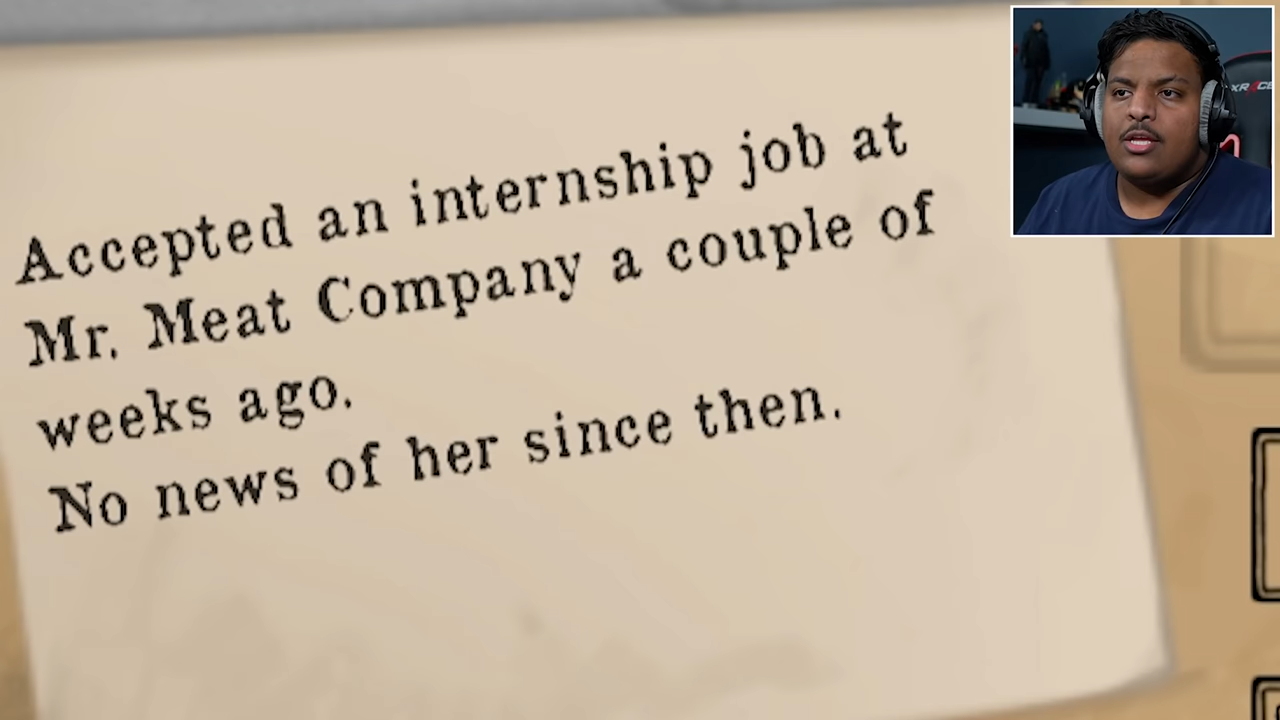 Accepted an internship job at
Mr. Meat Company a couple of
weeks ago.
No news of her since then.